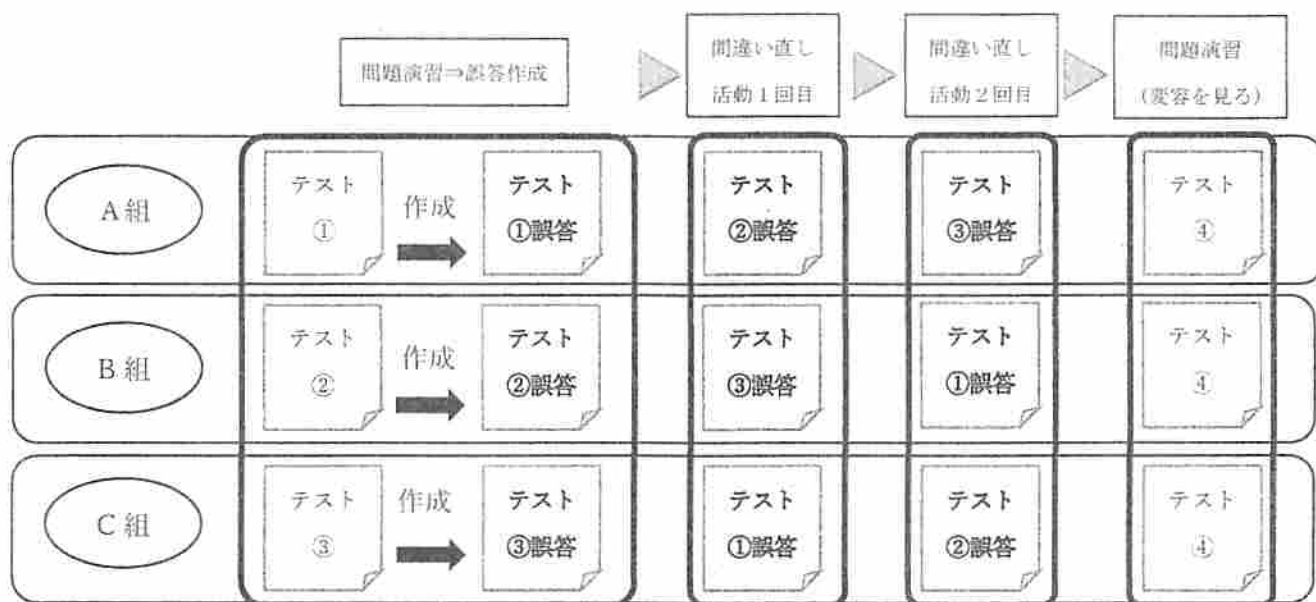 問題演習⇒誤答作成
間違い直し
活動1回目
間違い直し
活動2回目
問題演習
(変容を見る)
A組
テスト
①
作成
テスト
①誤答
テスト
②誤答
テスト
③誤答
テスト
④
B組
テスト
②
作成
テスト
②誤答
テスト
③誤答
テスト
①誤答
テスト
④
C組
テスト
③
作成
テスト
③誤答
テスト
①誤答
テスト
②誤答
テスト
④